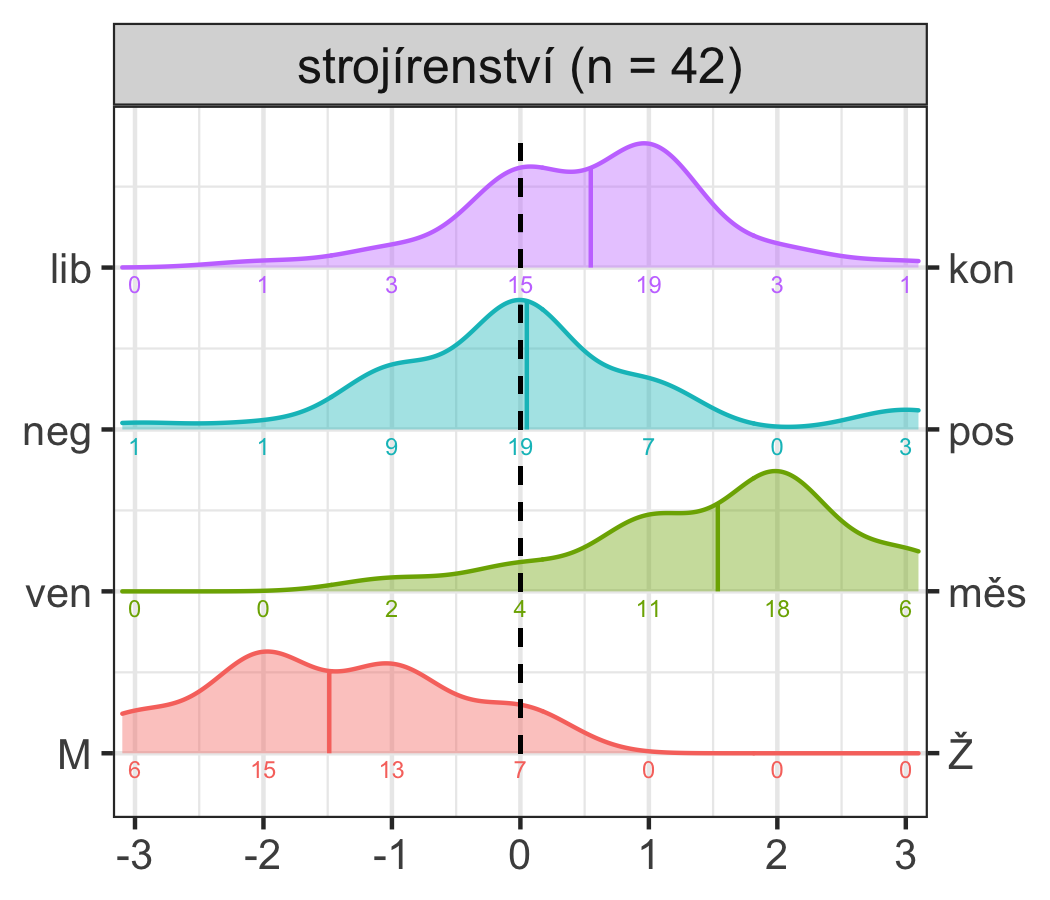 strojírenství (n = 42)
lib kon
0 1 3 15 19 3 1
neg pos
1 1 9 19 7 0 3
ven měs
0 0 2 4 11 18 6
M Ž
6 15 13 7 0 0 0
-3 -2 -1 0 1 2 3